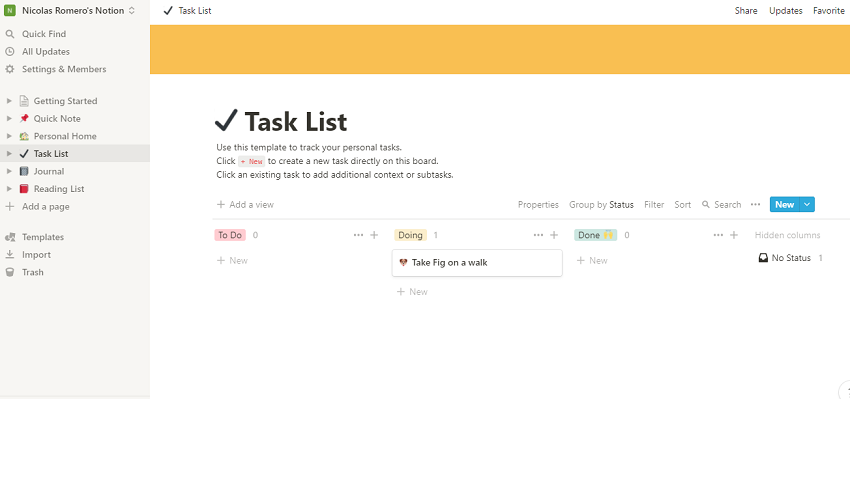 Nicolas Romero's Notion
Quick Find
All Updates
Settings & Members
Getting Started
Quick Note
Personal Home
Task List
Journal
Reading List
Add a page
Templates
Import
Trash
Task List
Share Updates Favorite
Task List
Use this template to track your personal tasks.
Click + New to create a new task directly on this board.
Click an existing task to add additional context or subtasks.
+ Add a view Properties Group by Status Filter Sort Search ••• New
To Do 0 ••• +
+ New
Doing 1 ••• +
Take Fig on a walk
+ New
Done 🙌 0 ••• +
+ New
Hidden columns
No Status 1